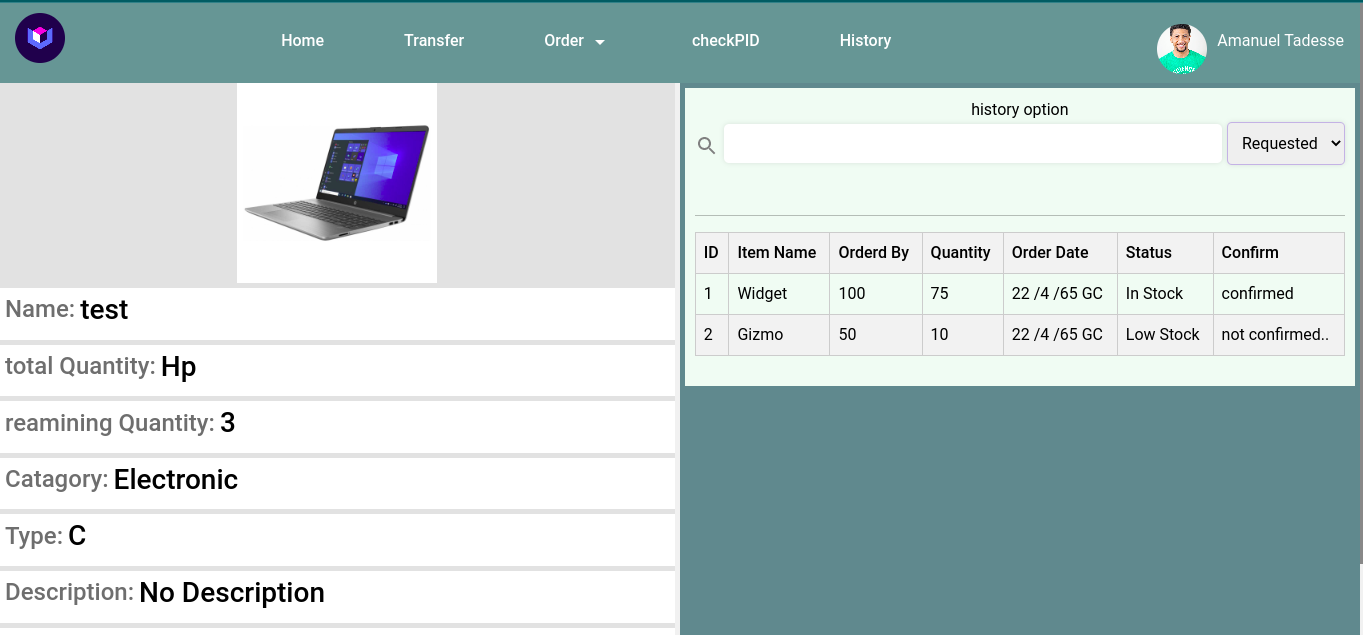 Home Transfer Order checkPID History Amanuel Tadesse
Name: test
total Quantity: Hp
reamining Quantity: 3
Catagory: Electronic
Type: C
Description: No Description
history option
Requested
ID Item Name Orderd By Quantity Order Date Status Confirm
1 Widget 100 75 22 /4 /65 GC In Stock confirmed
2 Gizmo 50 10 22 /4 /65 GC Low Stock not confirmed..